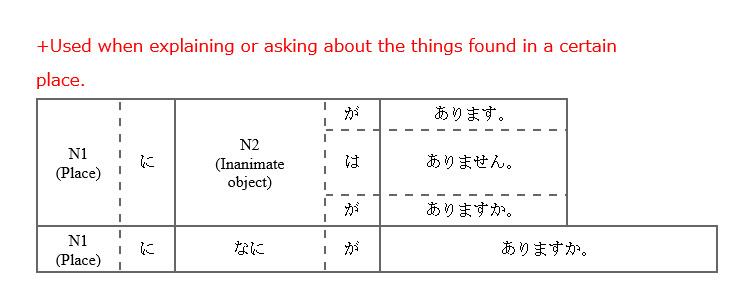 +Used when explaining or asking about the things found in a certain
place.
が あります。
N1
(Place) に N2
(Inanimate
object) は ありません。
が ありますか。
N1
(Place) に なに が ありますか。